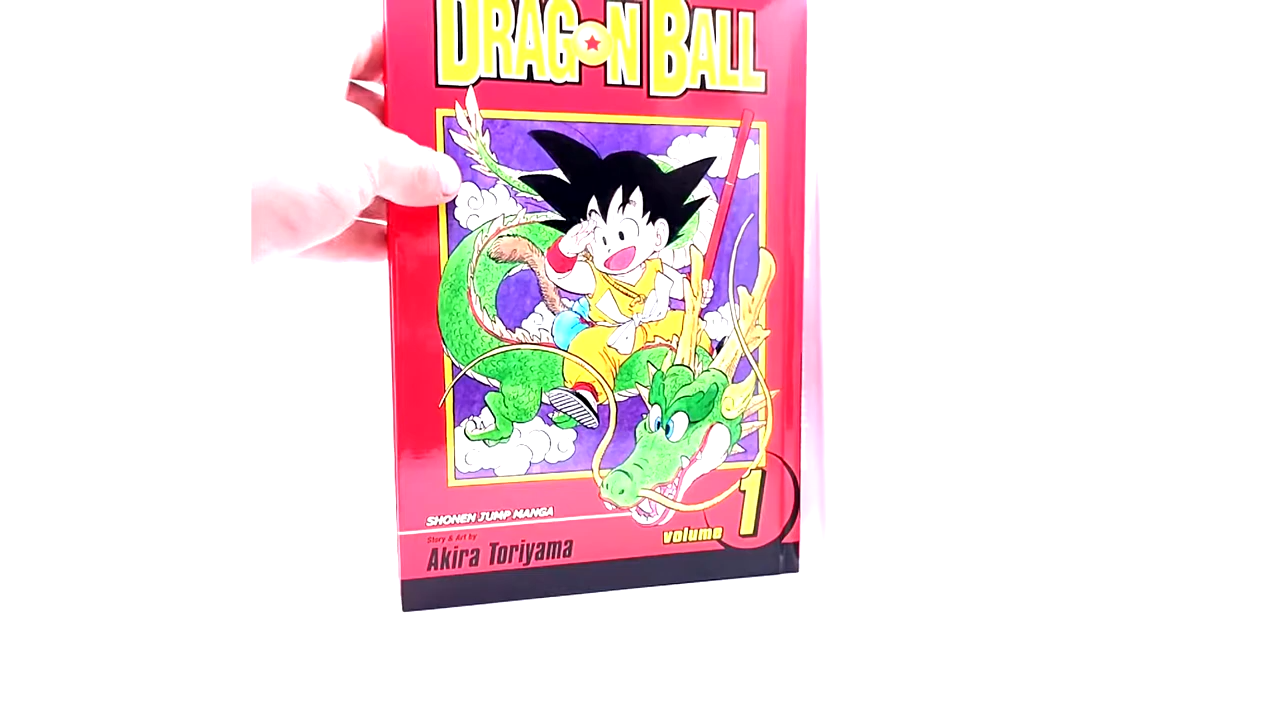 DRAGON BALL
SHONEN JUMP MANGA
Story & Art by
Akira Toriyama
volume 1